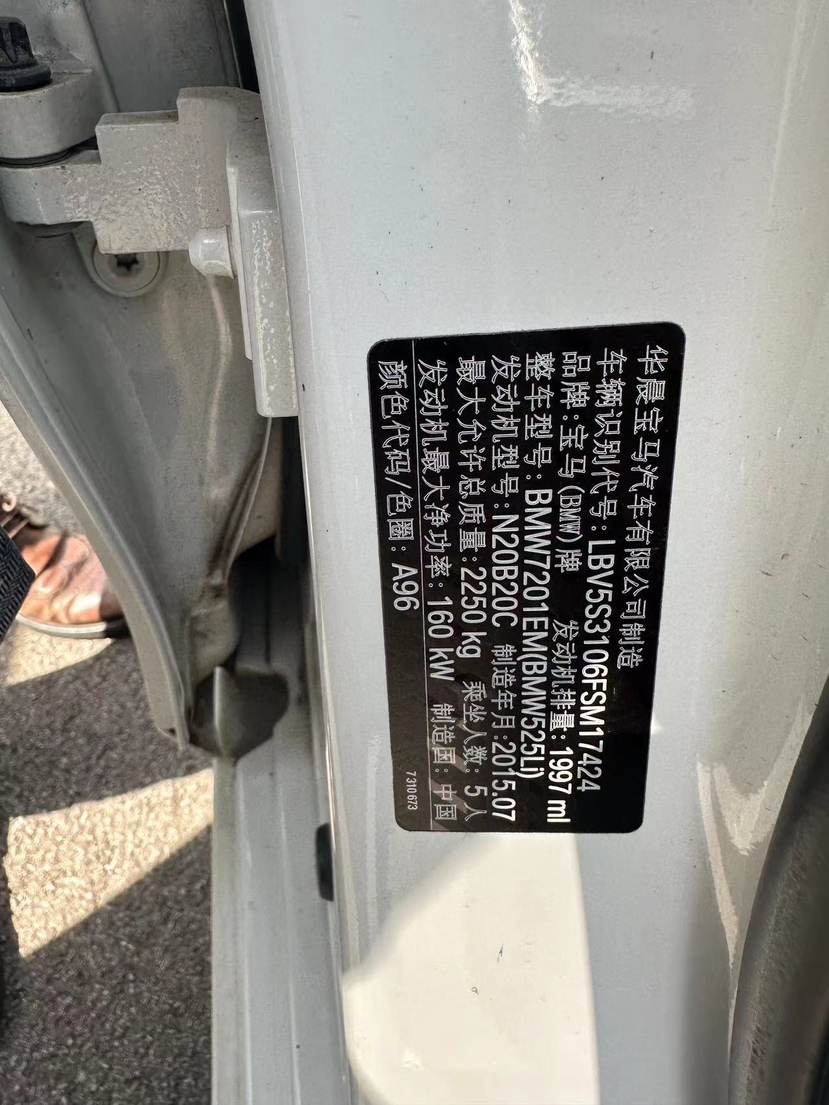 华晨宝马汽车有限公司制造
车辆识别代号: LBV5S3106FSM17424
品牌: 宝马(BMW)牌 发动机排量: 1997 ml
整车型号: BMW7201EM(BMW525Li)
发动机型号: N20B20C 制造年月: 2015.07
最大允许总质量: 2250 kg 乘坐人数: 5 人
发动机最大净功率: 160 kW 制造国: 中国
颜色代码/色圈: A96
7 310 673